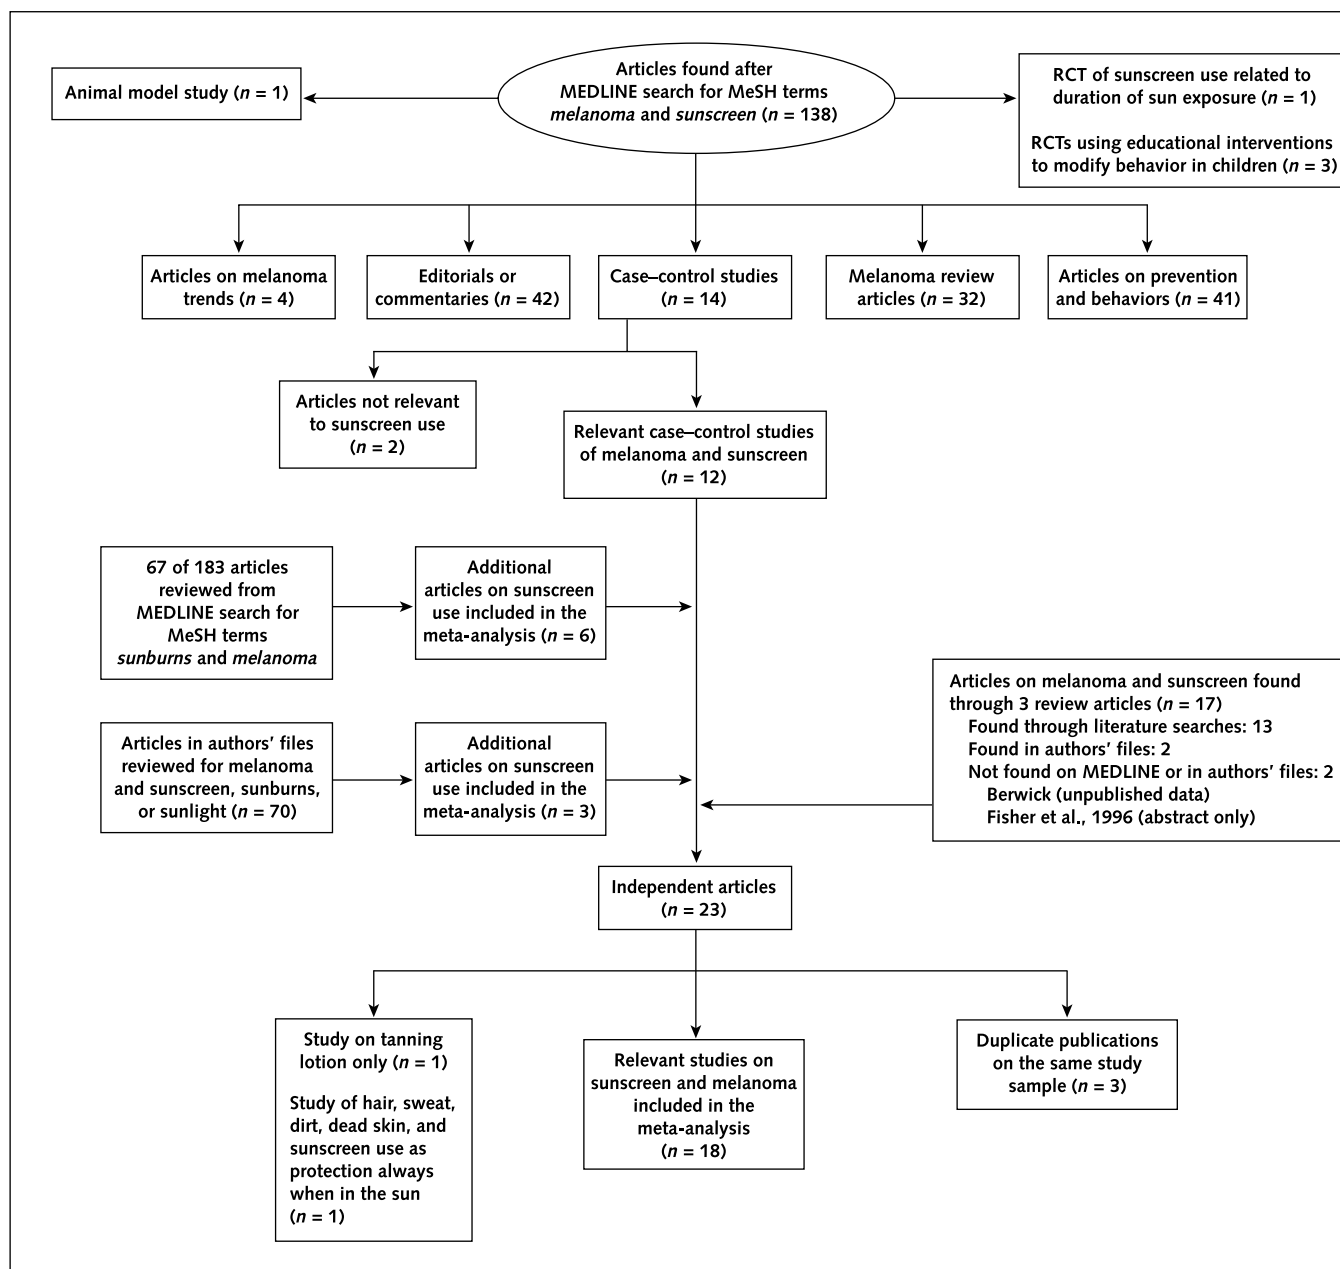 Animal model study (n = 1)
Articles found after
MEDLINE search for MeSH terms
melanoma and sunscreen (n = 138)
RCT of sunscreen use related to
duration of sun exposure (n = 1)
RCTs using educational interventions
to modify behavior in children (n = 3)
Articles on melanoma
trends (n = 4)
Editorials or
commentaries (n = 42)
Case–control studies
(n = 14)
Melanoma review
articles (n = 32)
Articles on prevention
and behaviors (n = 41)
Articles not relevant
to sunscreen use
(n = 2)
Relevant case–control studies
of melanoma and sunscreen
(n = 12)
67 of 183 articles
reviewed from
MEDLINE search for
MeSH terms
sunburns and melanoma
Additional
articles on sunscreen
use included in the
meta-analysis (n = 6)
Articles on melanoma and sunscreen found
through 3 review articles (n = 17)
Found through literature searches: 13
Found in authors’ files: 2
Not found on MEDLINE or in authors’ files: 2
Berwick (unpublished data)
Fisher et al., 1996 (abstract only)
Articles in authors’ files
reviewed for melanoma
and sunscreen, sunburns,
or sunlight (n = 70)
Additional
articles on sunscreen
use included in the
meta-analysis (n = 3)
Independent articles
(n = 23)
Study on tanning
lotion only (n = 1)
Study of hair, sweat,
dirt, dead skin, and
sunscreen use as
protection always
when in the sun
(n = 1)
Relevant studies on
sunscreen and melanoma
included in the
meta-analysis
(n = 18)
Duplicate publications
on the same study
sample (n = 3)